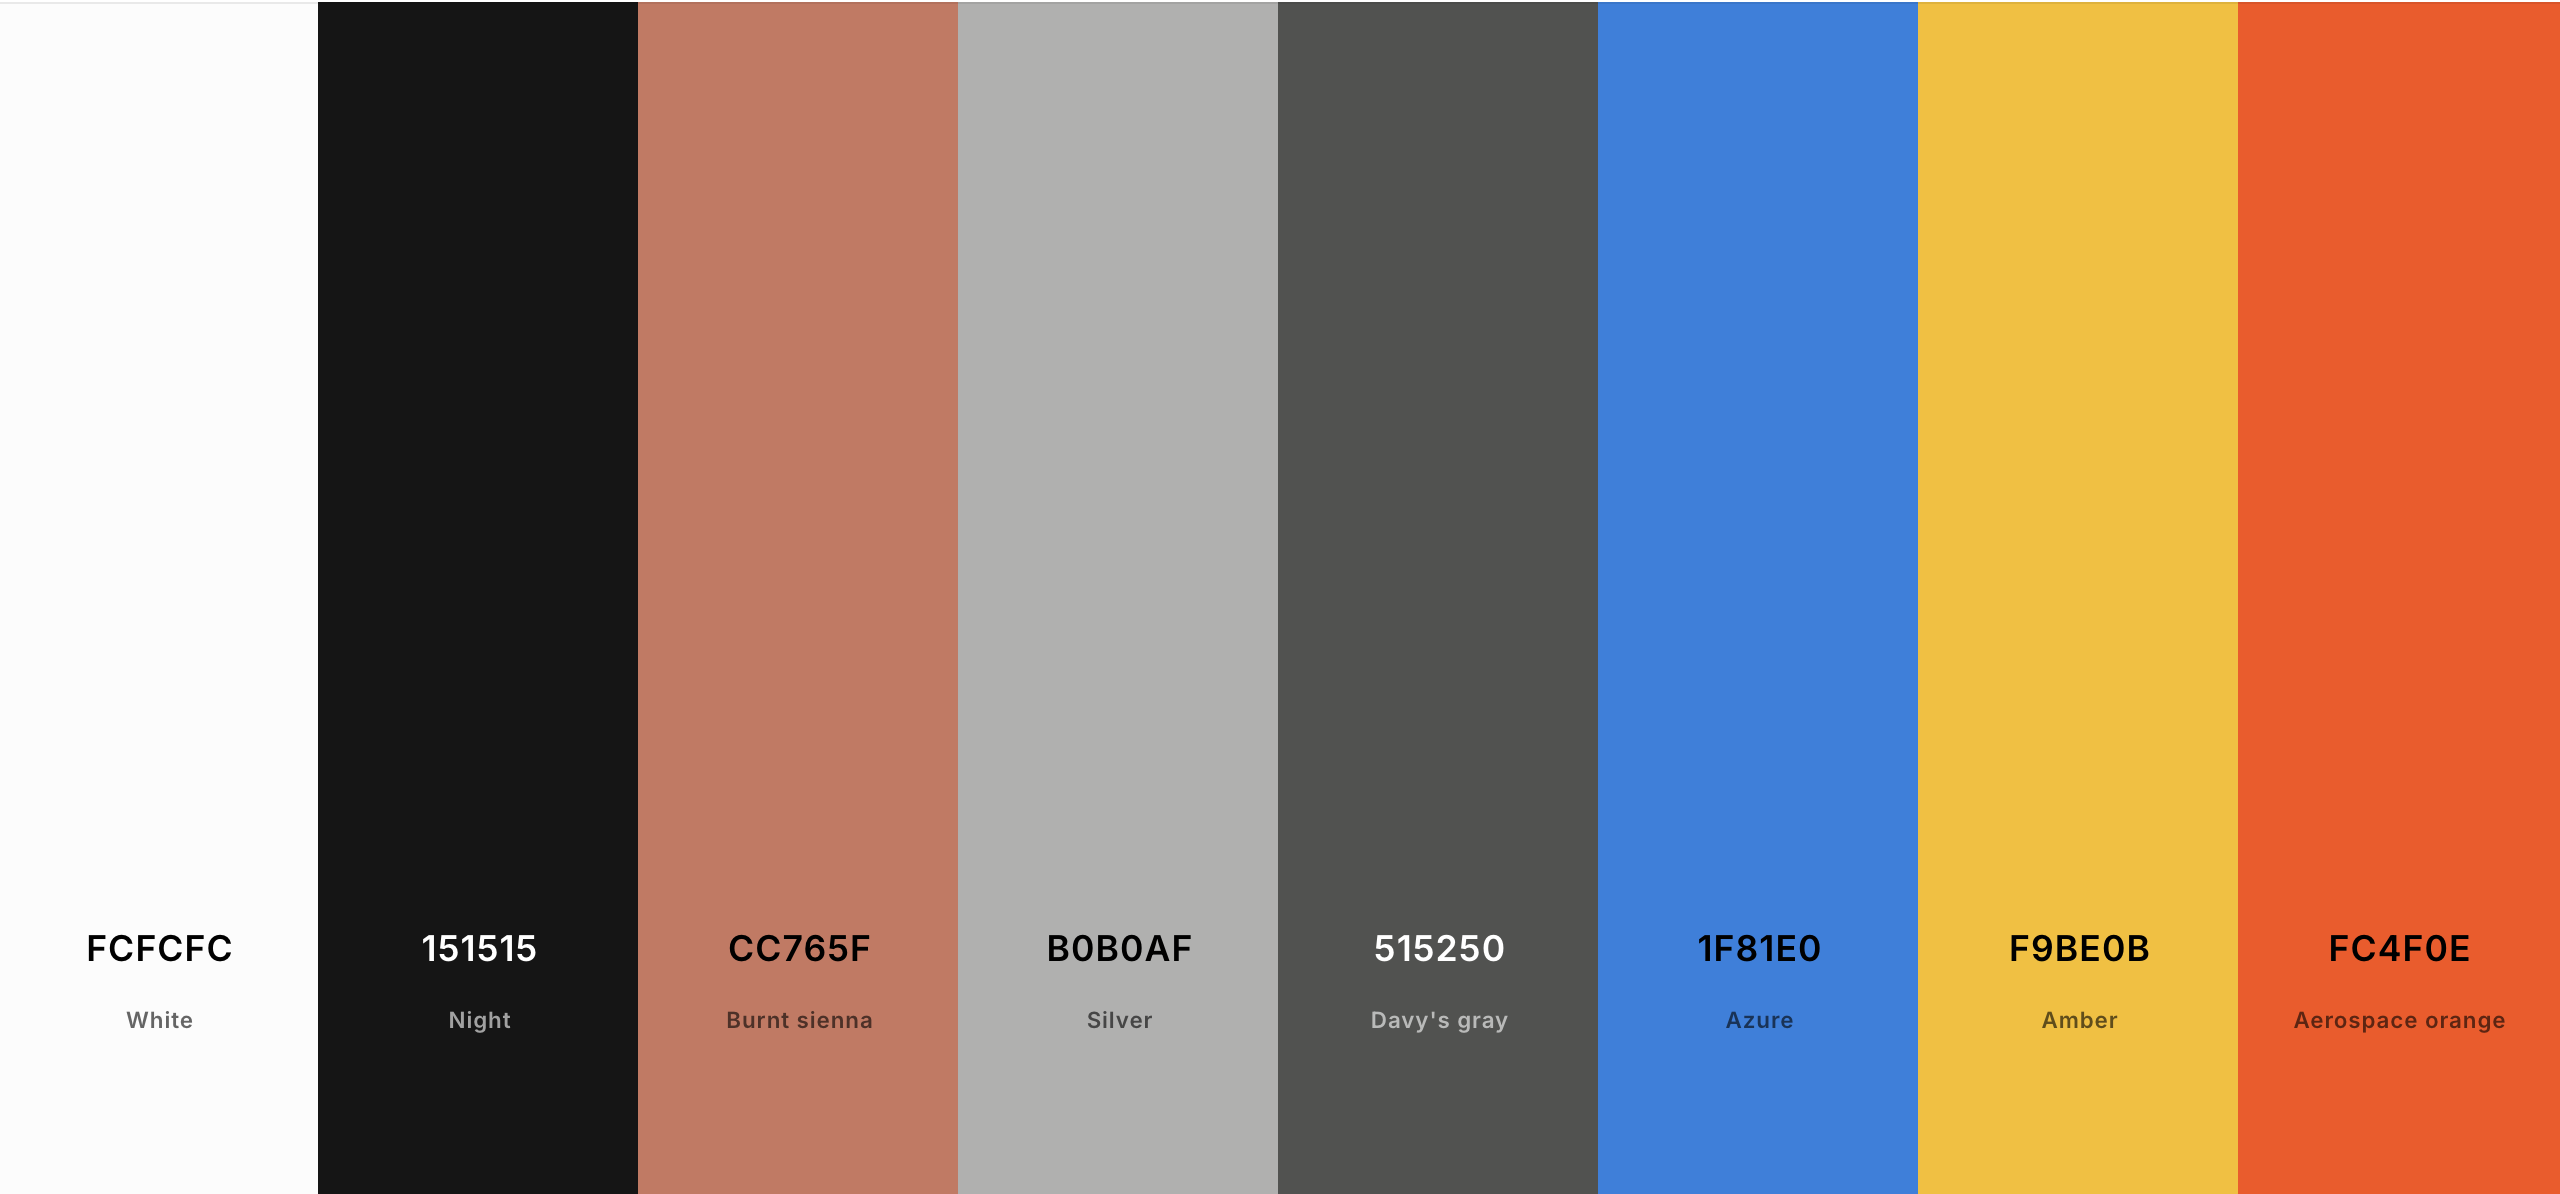 FCFCFC
White
151515
Night
CC765F
Burnt sienna
B0B0AF
Silver
515250
Davy's gray
1F81E0
Azure
F9BE0B
Amber
FC4F0E
Aerospace orange